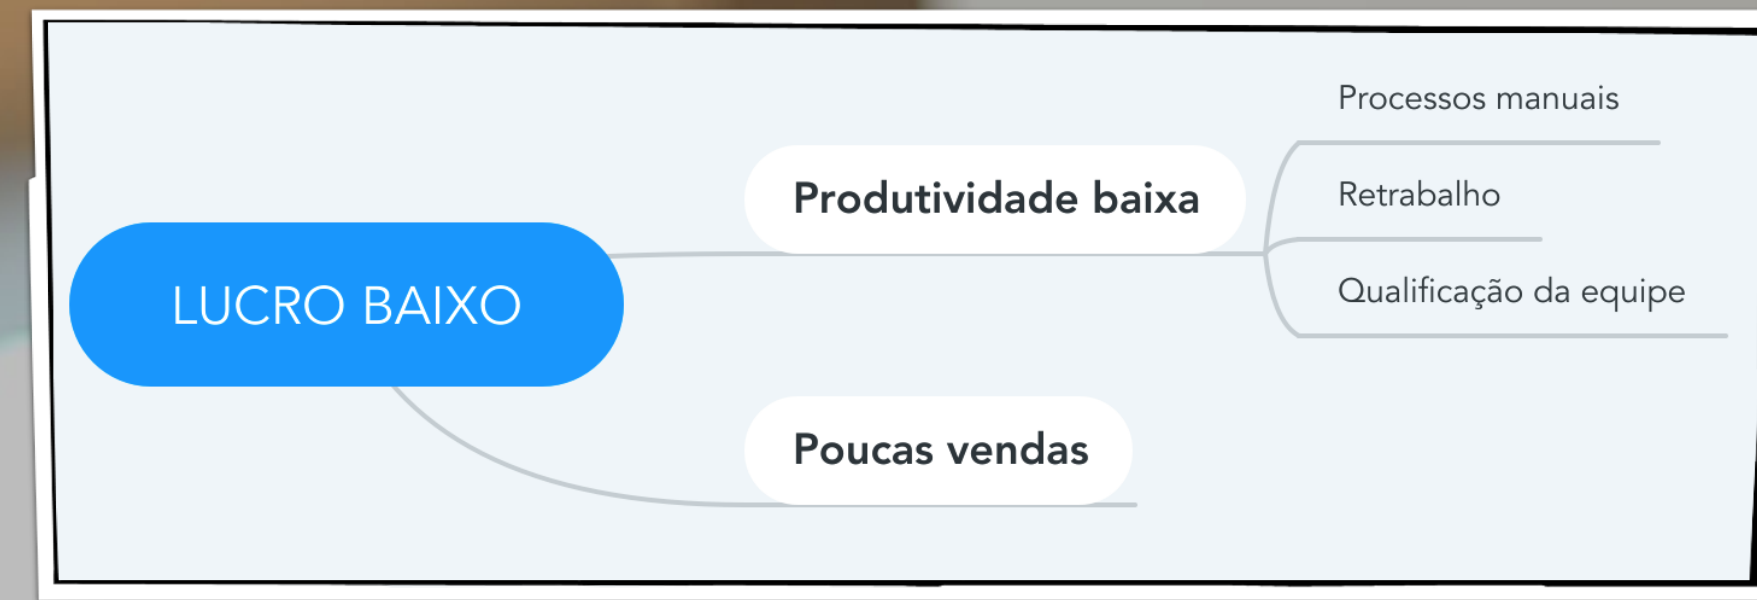 LUCRO BAIXO
Produtividade baixa
Processos manuais
Retrabalho
Qualificação da equipe
Poucas vendas